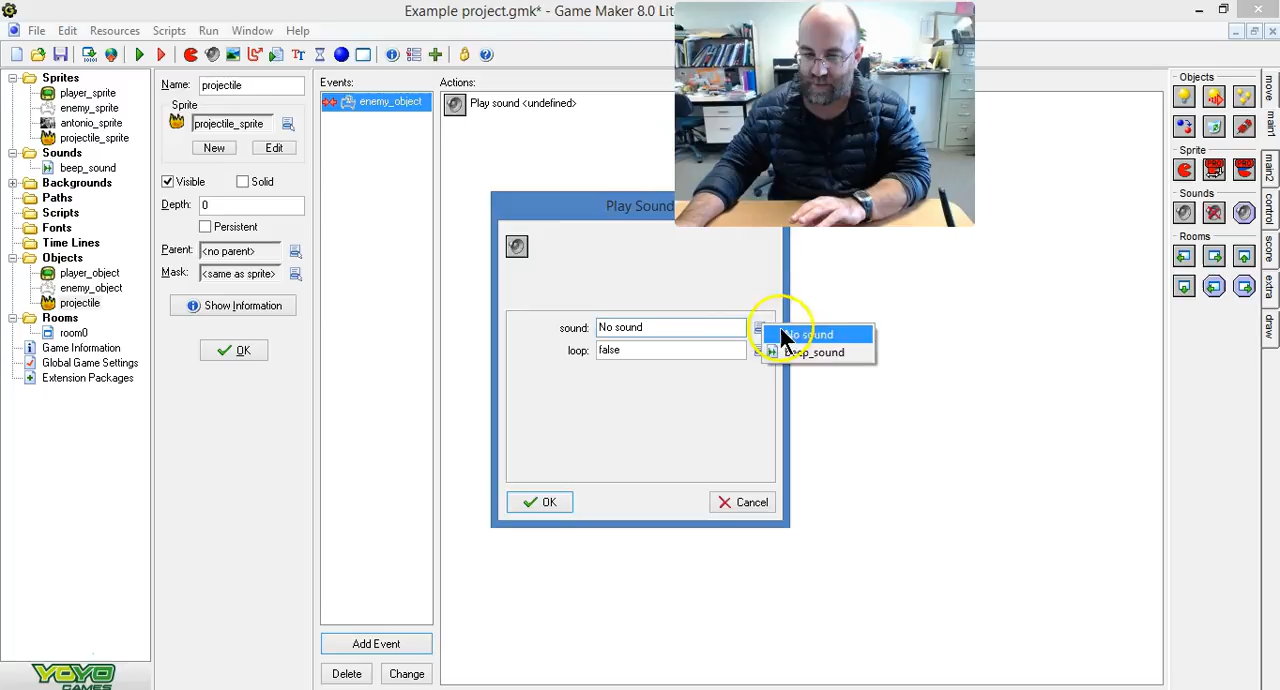 Example project.gmk* - Game Maker 8.0 Lit
File Edit Resources Scripts Run Window Help
Sprites
player_sprite
enemy_sprite
antonio_sprite
projectile_sprite
Sounds
beep_sound
Backgrounds
Paths
Scripts
Fonts
Time Lines
Objects
player_object
enemy_object
projectile
Rooms
room0
Game Information
Global Game Settings
Extension Packages
YOYO
GAMES
Name: projectile
Sprite
projectile_sprite
New Edit
Visible Solid
Depth: 0
Persistent
Parent: <no parent>
Mask: <same as sprite>
Show Information
OK
Events:
enemy_object
Add Event
Delete Change
Actions:
Play sound <undefined>
Play Sound
sound: No sound
loop: false
No sound
beep_sound
OK Cancel
Objects
Sprite
Sounds
Rooms
move
main1
main2
control
score
extra
draw